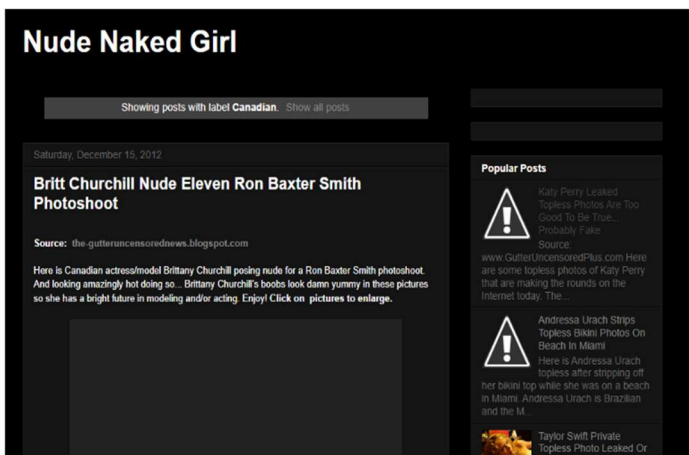 Nude Naked Girl
Showing posts with label Canadian. Show all posts
Saturday, December 15, 2012
Britt Churchill Nude Eleven Ron Baxter Smith
Photoshoot
Source: the-gutteruncensorednews.blogspot.com
Here is Canadian actress/model Brittany Churchill posing nude for a Ron Baxter Smith photoshoot.
And looking amazingly hot doing so... Brittany Churchill's boobs look damn yummy in these pictures
so she has a bright future in modeling and/or acting. Enjoy! Click on pictures to enlarge.
Popular Posts
Katy Perry Leaked
Topless Photos Are Too
Good To Be True...
Probably Fake
Source:
www.GutterUncensoredPlus.com Here
are some topless photos of Katy Perry
that are making the rounds on the
Internet today. The...
Andressa Urach Strips
Topless Bikini Photos On
Beach In Miami
Here is Andressa Urach
topless after stripping off
her bikini top while she was on a beach
in Miami. Andressa Urach is Brazilian
and the M...
Taylor Swift Private
Topless Photo Leaked Or